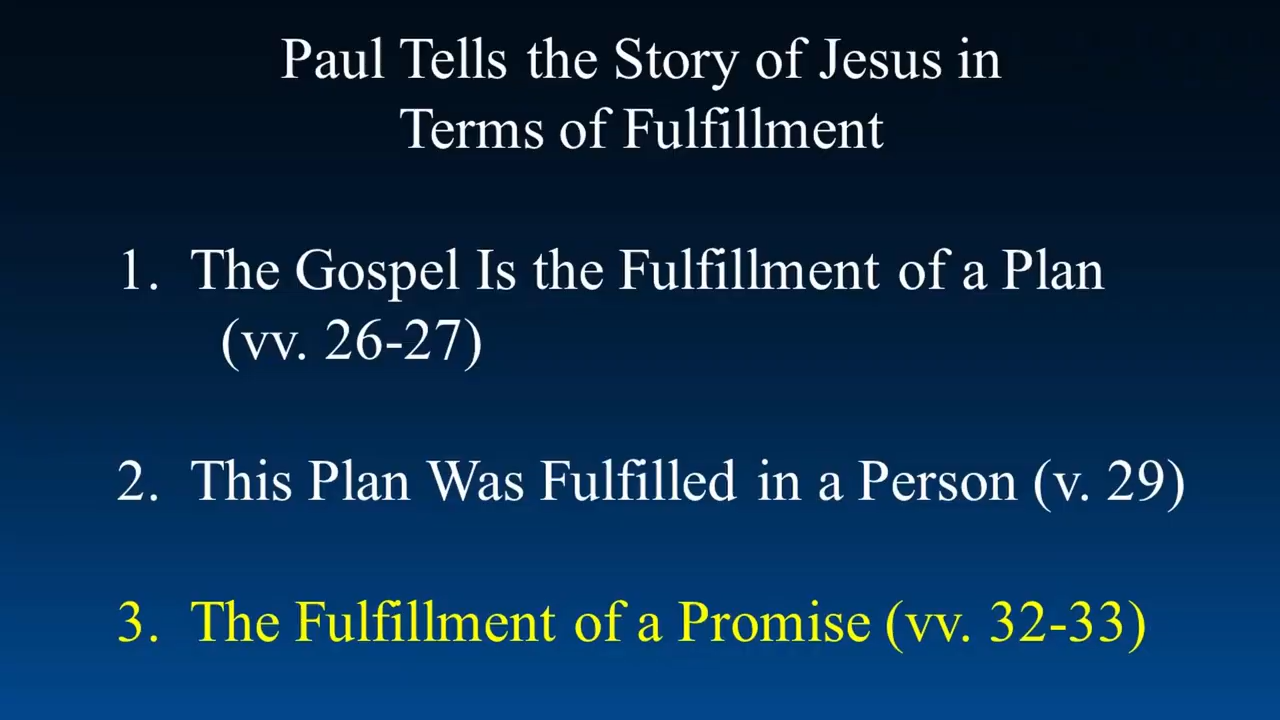 Paul Tells the Story of Jesus in
Terms of Fulfillment
1. The Gospel Is the Fulfillment of a Plan
(vv. 26-27)
2. This Plan Was Fulfilled in a Person (v. 29)
3. The Fulfillment of a Promise (vv. 32-33)